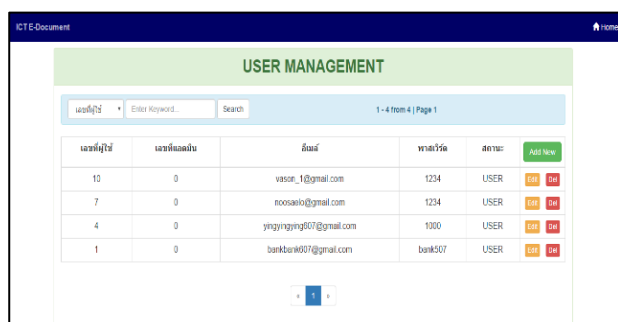 ICT E-Document Home
USER MANAGEMENT
เลขที่ผู้ใช้ Enter Keyword... Search 1 - 4 from 4 | Page 1
เลขที่ผู้ใช้ เลขที่แอดมิน อีเมล์ พาสเวิร์ด สถานะ Add New
10 0 vason_1@gmail.com 1234 USER Edit Del
7 0 noosaelo@gmail.com 1234 USER Edit Del
4 0 yingyingying607@gmail.com 1000 USER Edit Del
1 0 bankbank607@gmail.com bank507 USER Edit Del
« 1 »